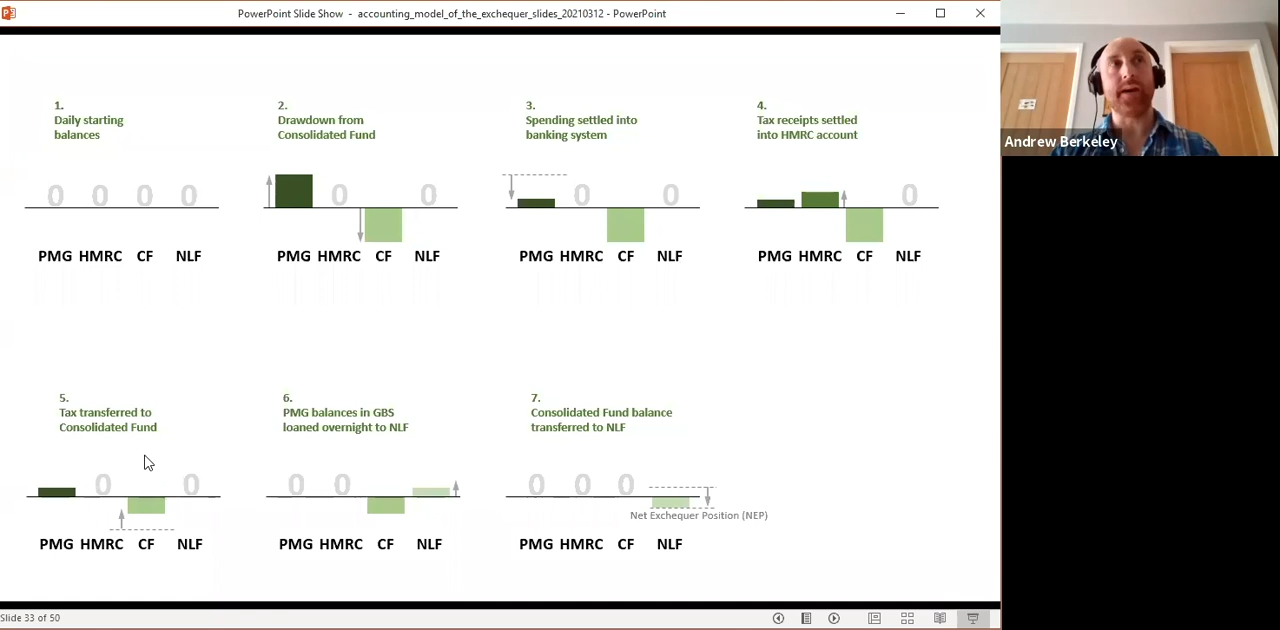 PowerPoint Slide Show - accounting_model_of_the_exchequer_slides_20210312 - PowerPoint
Andrew Berkeley
1.
Daily starting
balances
0 0 0 0
PMG HMRC CF NLF
2.
Drawdown from
Consolidated Fund
0 0
PMG HMRC CF NLF
3.
Spending settled into
banking system
0 0
PMG HMRC CF NLF
4.
Tax receipts settled
into HMRC account
0
PMG HMRC CF NLF
5.
Tax transferred to
Consolidated Fund
0 0
PMG HMRC CF NLF
6.
PMG balances in GBS
loaned overnight to NLF
0 0
PMG HMRC CF NLF
7.
Consolidated Fund balance
transferred to NLF
0 0 0
Net Exchequer Position (NEP)
PMG HMRC CF NLF
Slide 33 of 50